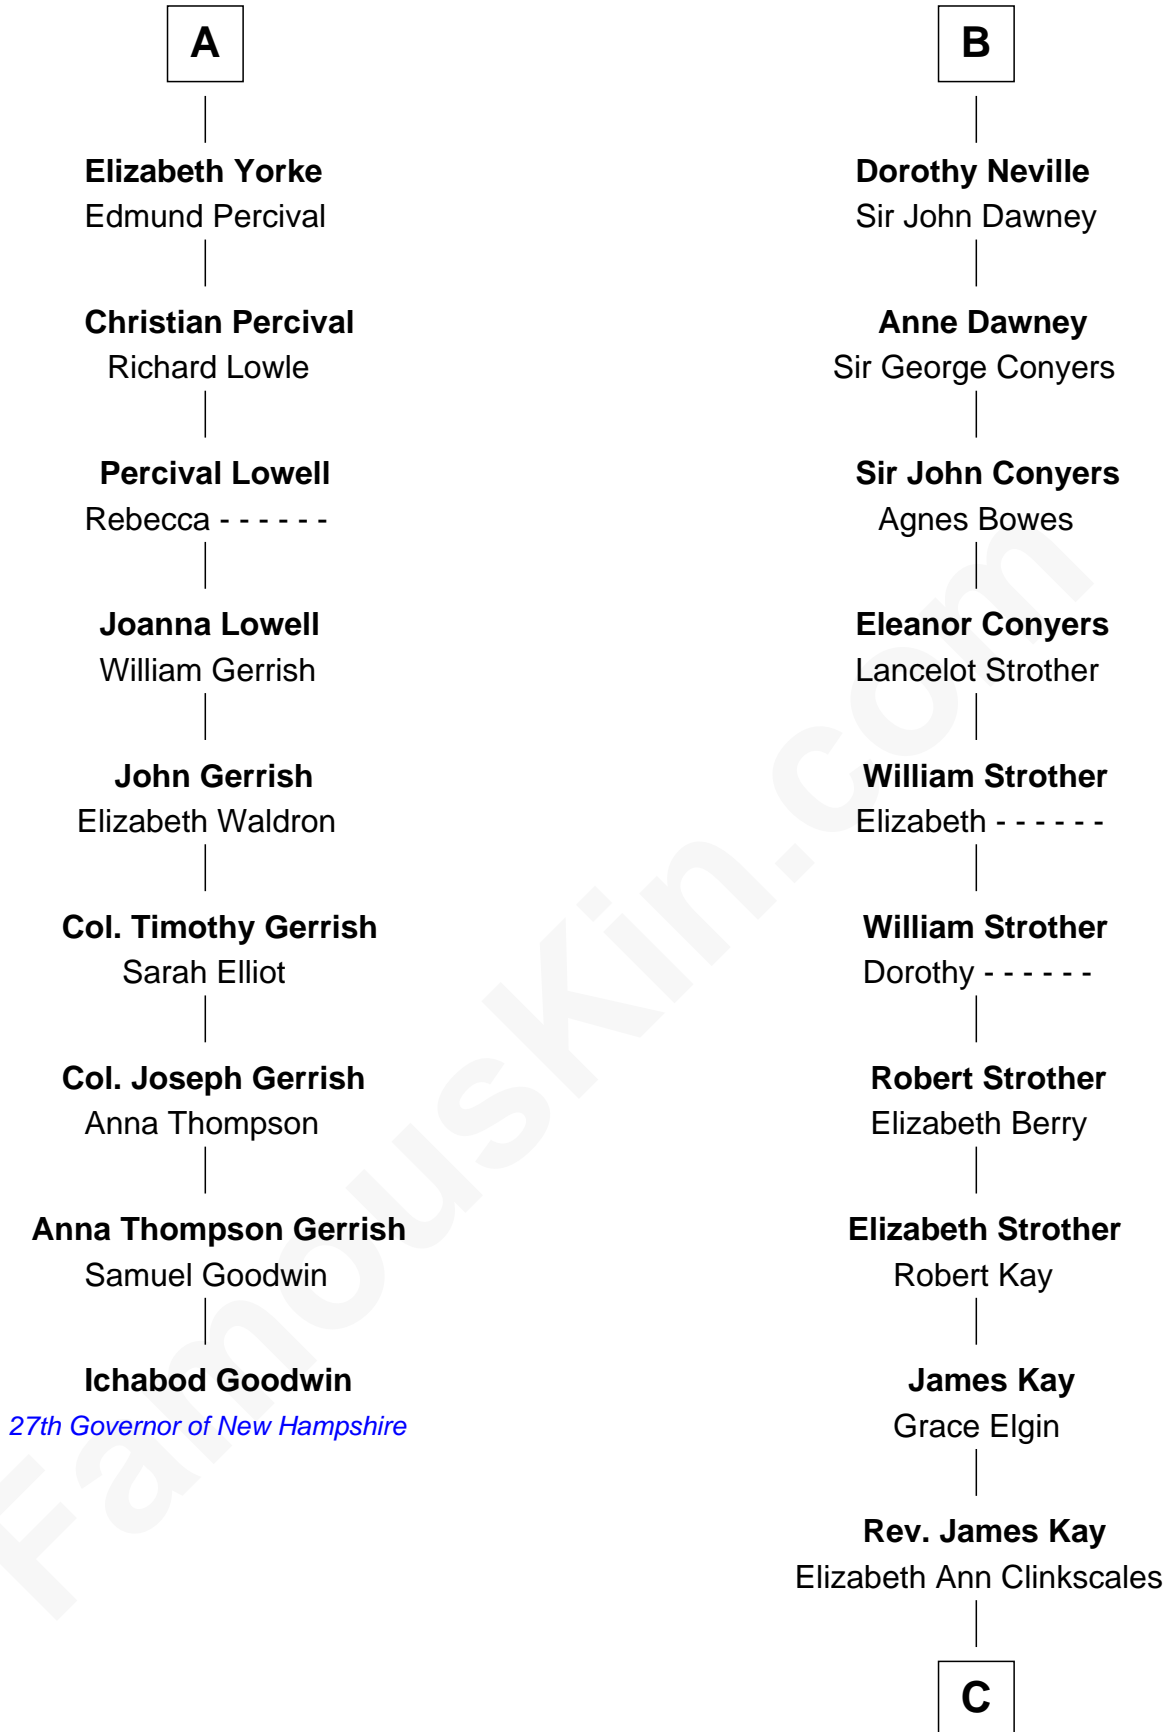 A
Elizabeth Yorke
Edmund Percival
Christian Percival
Richard Lowle
Percival Lowell
Rebecca - - - - - -
Joanna Lowell
William Gerrish
John Gerrish
Elizabeth Waldron
Col. Timothy Gerrish
Sarah Elliot
Col. Joseph Gerrish
Anna Thompson
Anna Thompson Gerrish
Samuel Goodwin
Ichabod Goodwin
27th Governor of New Hampshire
B
Dorothy Neville
Sir John Dawney
Anne Dawney
Sir George Conyers
Sir John Conyers
Agnes Bowes
Eleanor Conyers
Lancelot Strother
William Strother
Elizabeth - - - - - -
William Strother
Dorothy - - - - - -
Robert Strother
Elizabeth Berry
Elizabeth Strother
Robert Kay
James Kay
Grace Elgin
Rev. James Kay
Elizabeth Ann Clinkscales
C
FamousKin.com